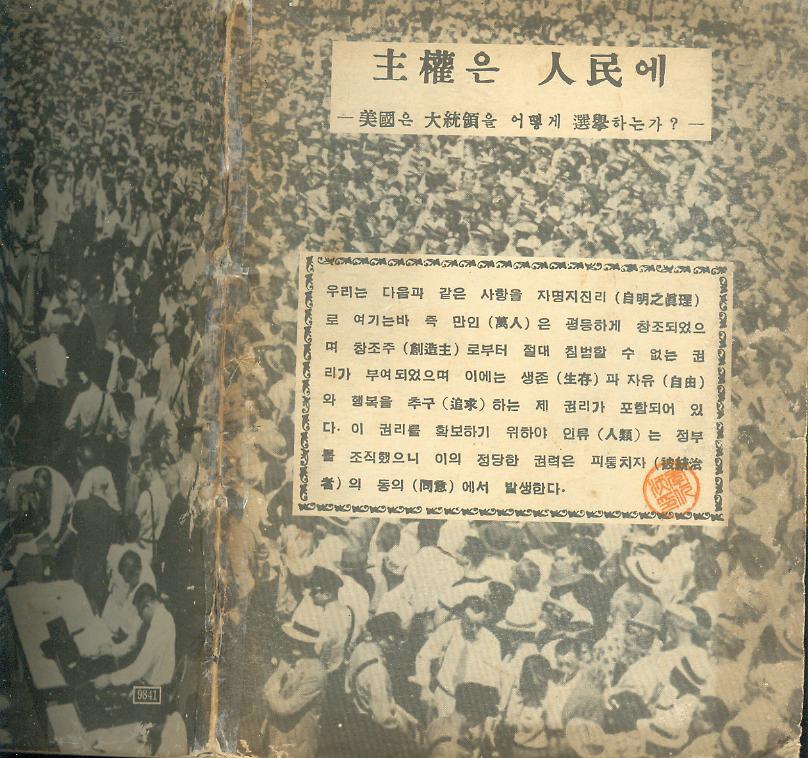 主權은 人民에
—美國은 大統領을 어떻게 選擧하는가?—
우리는 다음과 같은 사항을 자명지진리 (自明之眞理)
로 여기는바 즉 만인 (萬人) 은 평등하게 창조되었으
며 창조주 (創造主) 로부터 절대 침범할 수 없는 권
리가 부여되었으며 이에는 생존 (生存) 과 자유 (自由)
와 행복을 추구 (追求) 하는 제 권리가 포함되어 있
다. 이 권리를 확보하기 위하야 인류 (人類) 는 정부
를 조직했으니 이의 정당한 권력은 피통치자 (被統治
者) 의 동의 (同意) 에서 발생한다.
9841